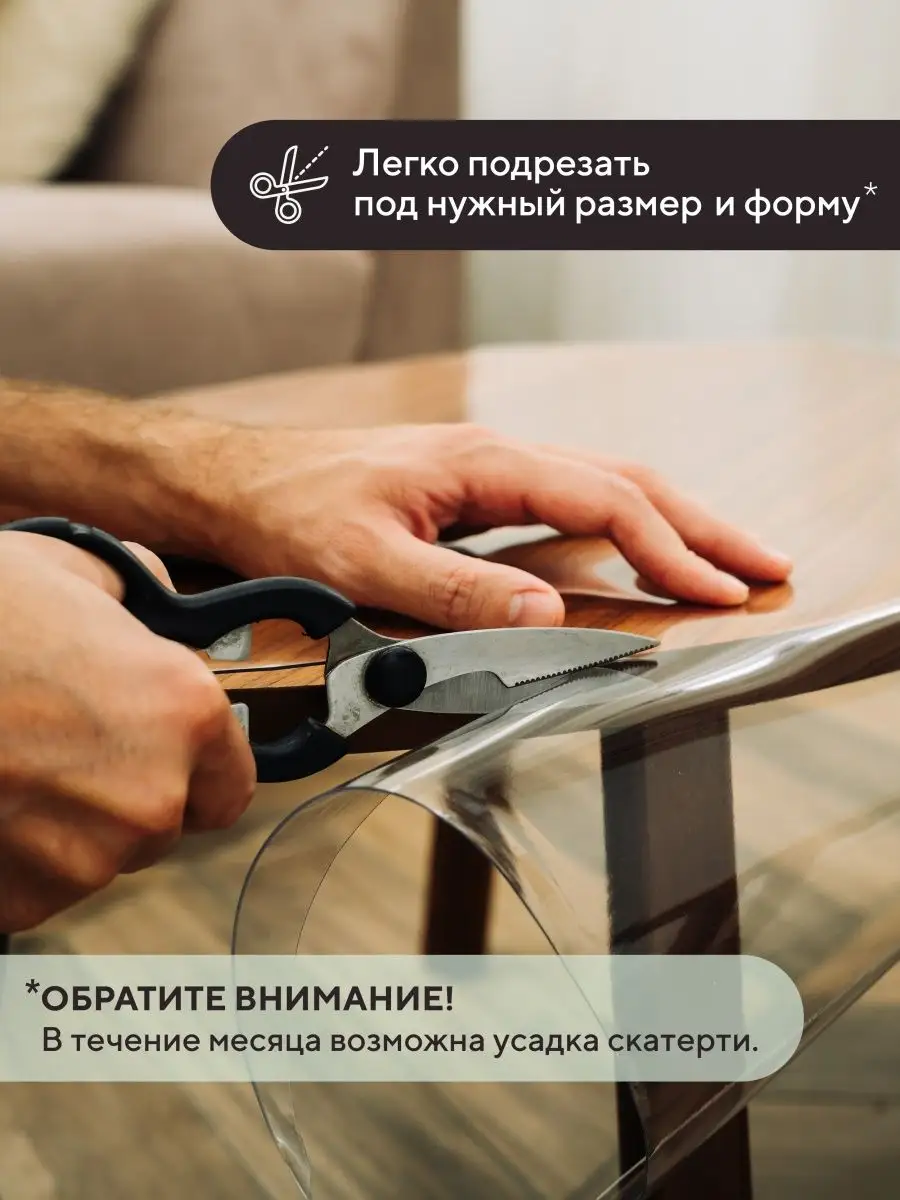 Легко подрезать
под нужный размер и форму*
*ОБРАТИТЕ ВНИМАНИЕ!
В течение месяца возможна усадка скатерти.